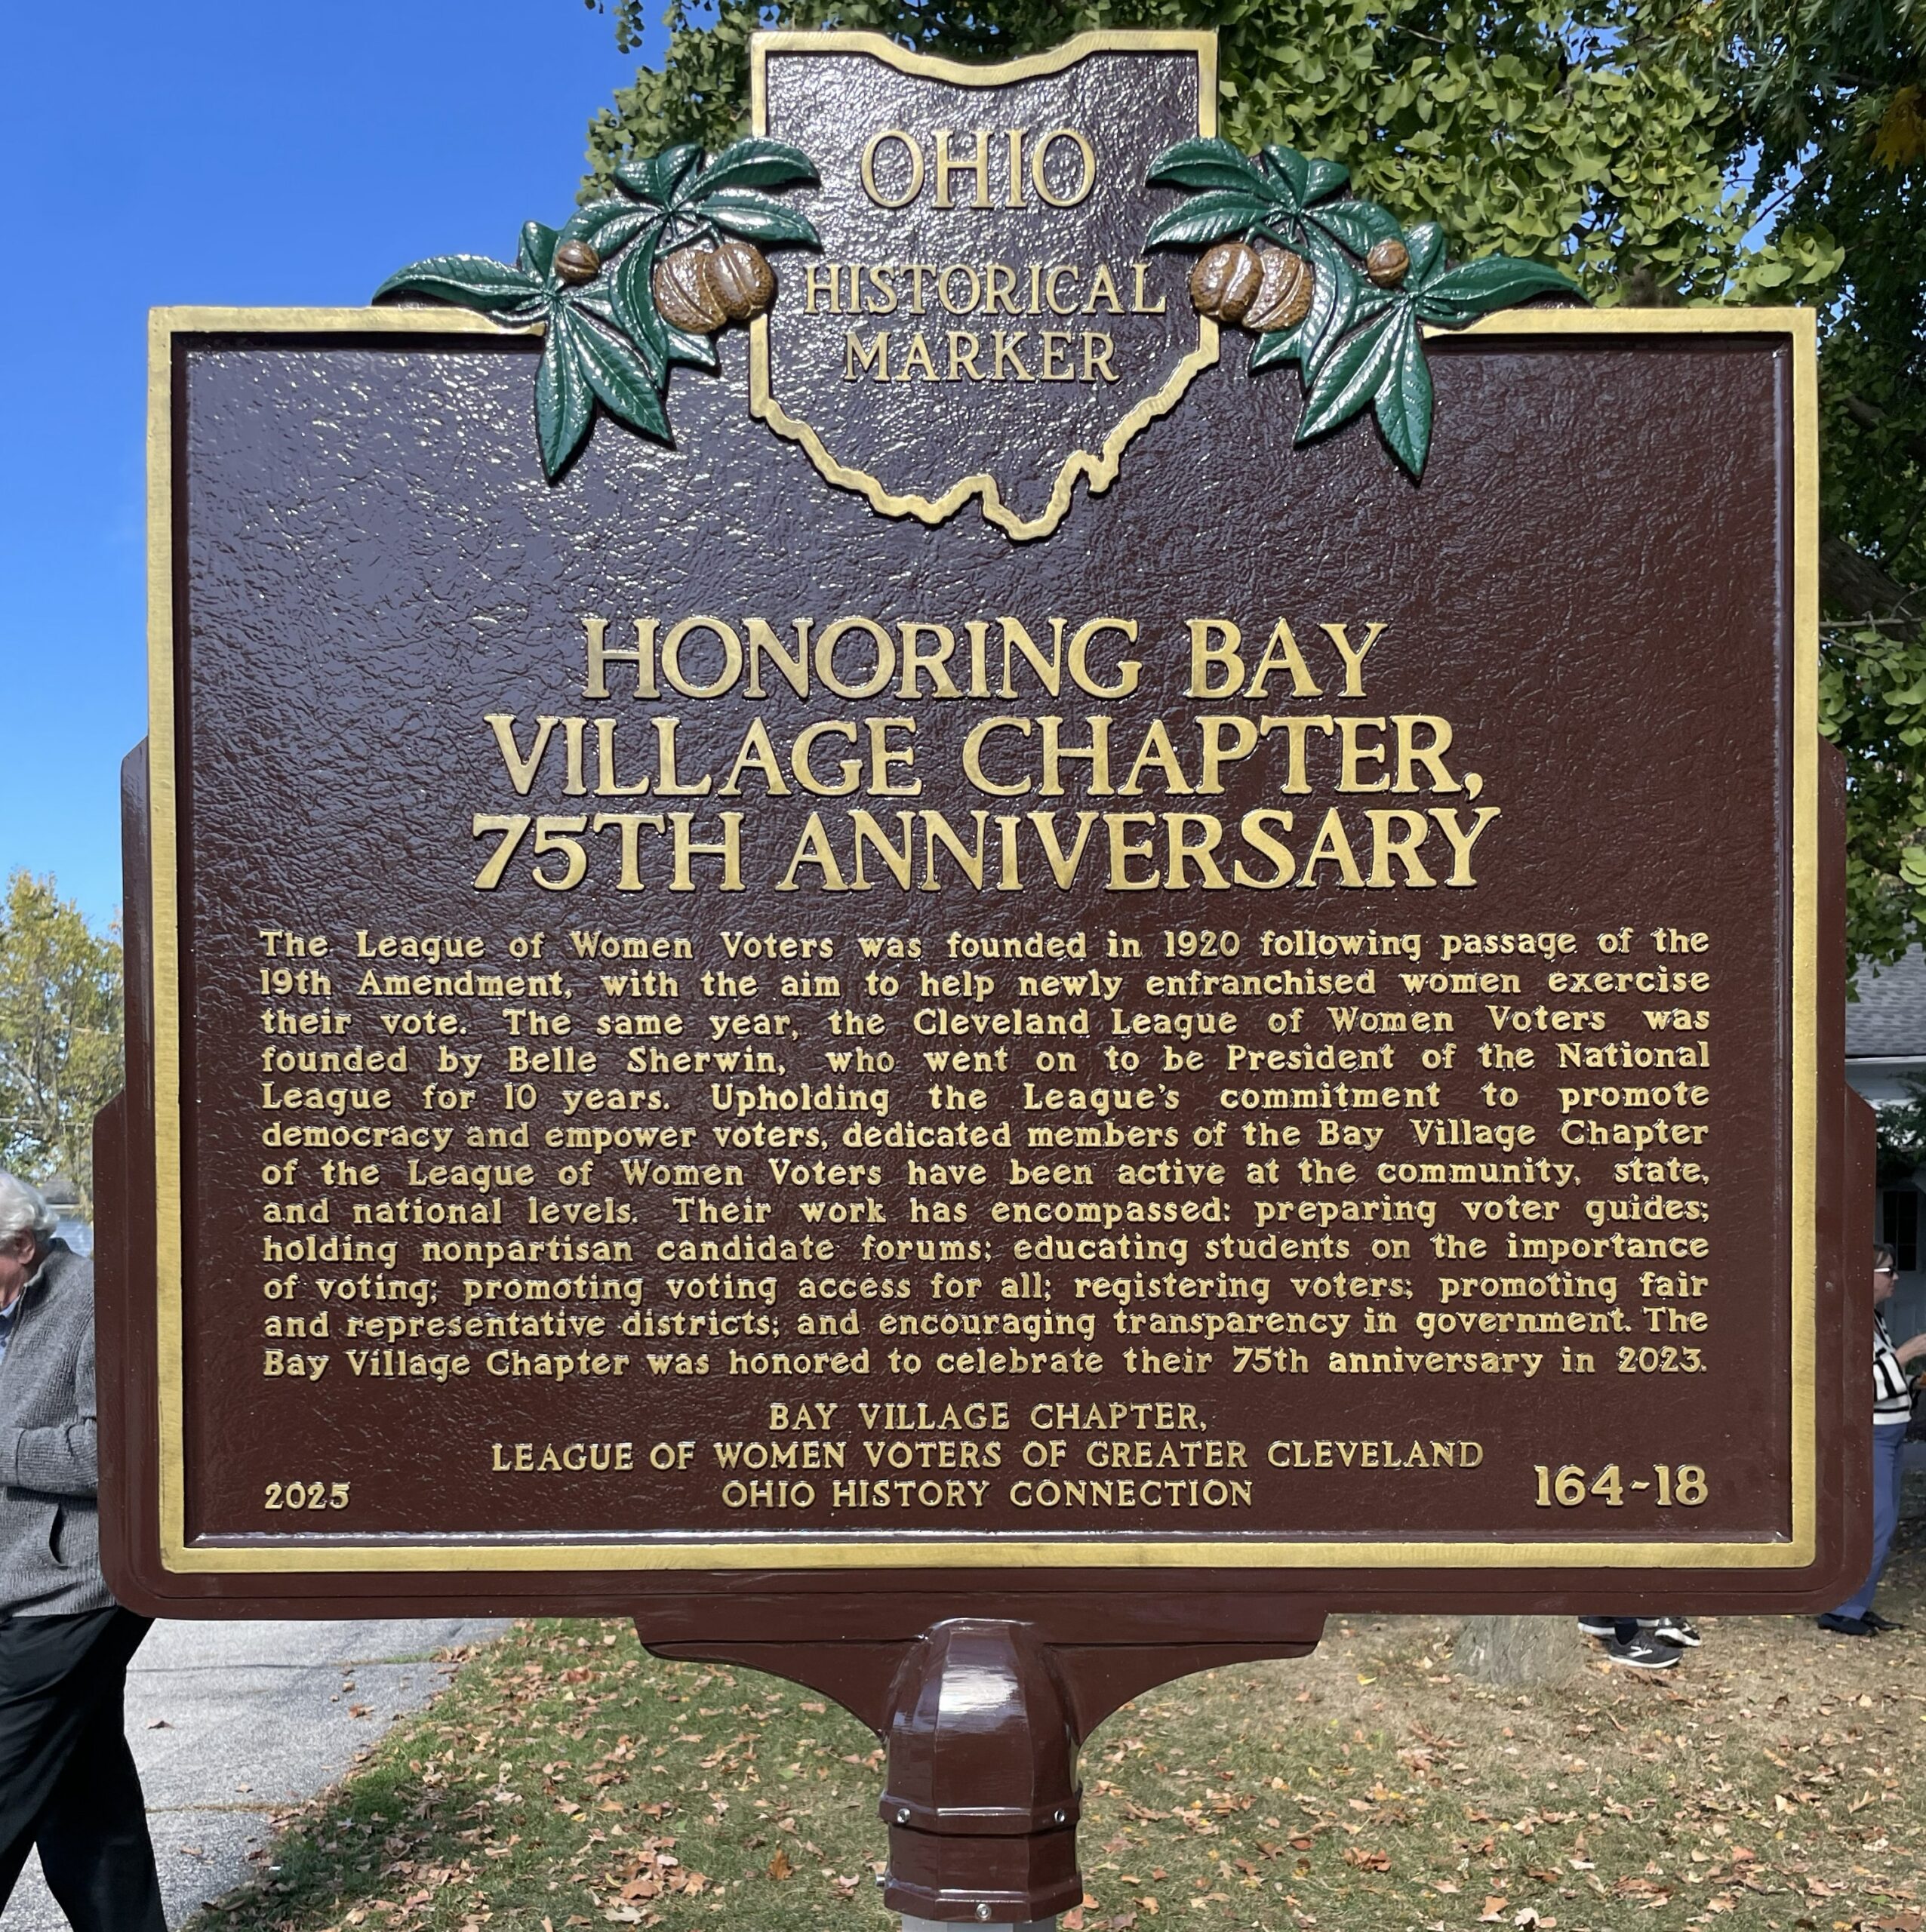 OHIO
HISTORICAL
MARKER
HONORING BAY
VILLAGE CHAPTER,
75TH ANNIVERSARY
The League of Women Voters was founded in 1920 following passage of the
19th Amendment, with the aim to help newly enfranchised women exercise
their vote. The same year, the Cleveland League of Women Voters was
founded by Belle Sherwin, who went on to be President of the National
League for 10 years. Upholding the League's commitment to promote
democracy and empower voters, dedicated members of the Bay Village Chapter
of the League of Women Voters have been active at the community, state,
and national levels. Their work has encompassed: preparing voter guides;
holding nonpartisan candidate forums; educating students on the importance
of voting; promoting voting access for all; registering voters; promoting fair
and representative districts; and encouraging transparency in government. The
Bay Village Chapter was honored to celebrate their 75th anniversary in 2023.
BAY VILLAGE CHAPTER,
LEAGUE OF WOMEN VOTERS OF GREATER CLEVELAND
OHIO HISTORY CONNECTION
2025
164-18